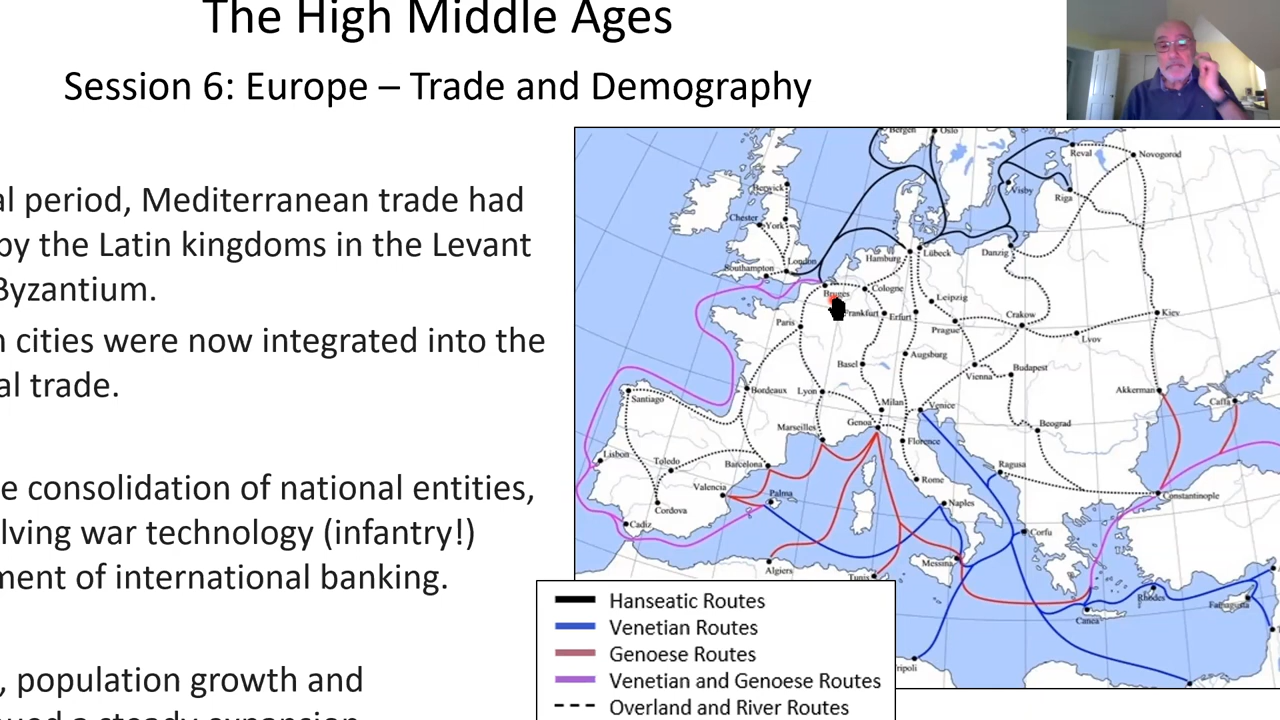 The High Middle Ages
Session 6: Europe – Trade and Demography
al period, Mediterranean trade had
by the Latin kingdoms in the Levant
Byzantium.
n cities were now integrated into the
al trade.
e consolidation of national entities,
lving war technology (infantry!)
ment of international banking.
, population growth and
Bergen
Oslo
Reval
Novogorod
Berwick
Visby
Riga
Chester
York
London
Southampton
Hamburg
Lübeck
Danzig
Bruges
Cologne
Leipzig
Frankfurt
Erfurt
Paris
Prague
Crakow
Kiev
Lvov
Basel
Augsburg
Vienna
Budapest
Bordeaux
Lyon
Milan
Venice
Akkerman
Caffa
Santiago
Marseilles
Genoa
Florence
Beograd
Lisbon
Toledo
Barcelona
Ragusa
Rome
Valencia
Palma
Naples
Constantinople
Cordova
Cadiz
Corfu
Algiers
Tunis
Messina
Rhodes
Famagusta
Canea
ripoli
Hanseatic Routes
Venetian Routes
Genoese Routes
Venetian and Genoese Routes
Overland and River Routes